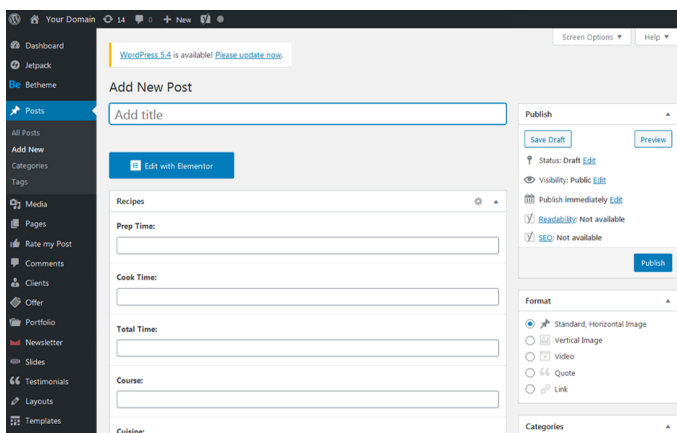 Your Domain 14 0 + New
Screen Options ▼ Help ▼
Dashboard
Jetpack
Be Betheme
Posts
All Posts
Add New
Categories
Tags
Media
Pages
Rate my Post
Comments
Clients
Offer
Portfolio
Newsletter
Slides
Testimonials
Layouts
Templates
WordPress 5.4 is available! Please update now.
Add New Post
Add title
Edit with Elementor
Recipes
Prep Time:
Cook Time:
Total Time:
Course:
Cuisine:
Publish
Save Draft Preview
Status: Draft Edit
Visibility: Public Edit
Publish immediately Edit
Readability: Not available
SEO: Not available
Publish
Format
Standard, Horizontal Image
Vertical Image
Video
Quote
Link
Categories